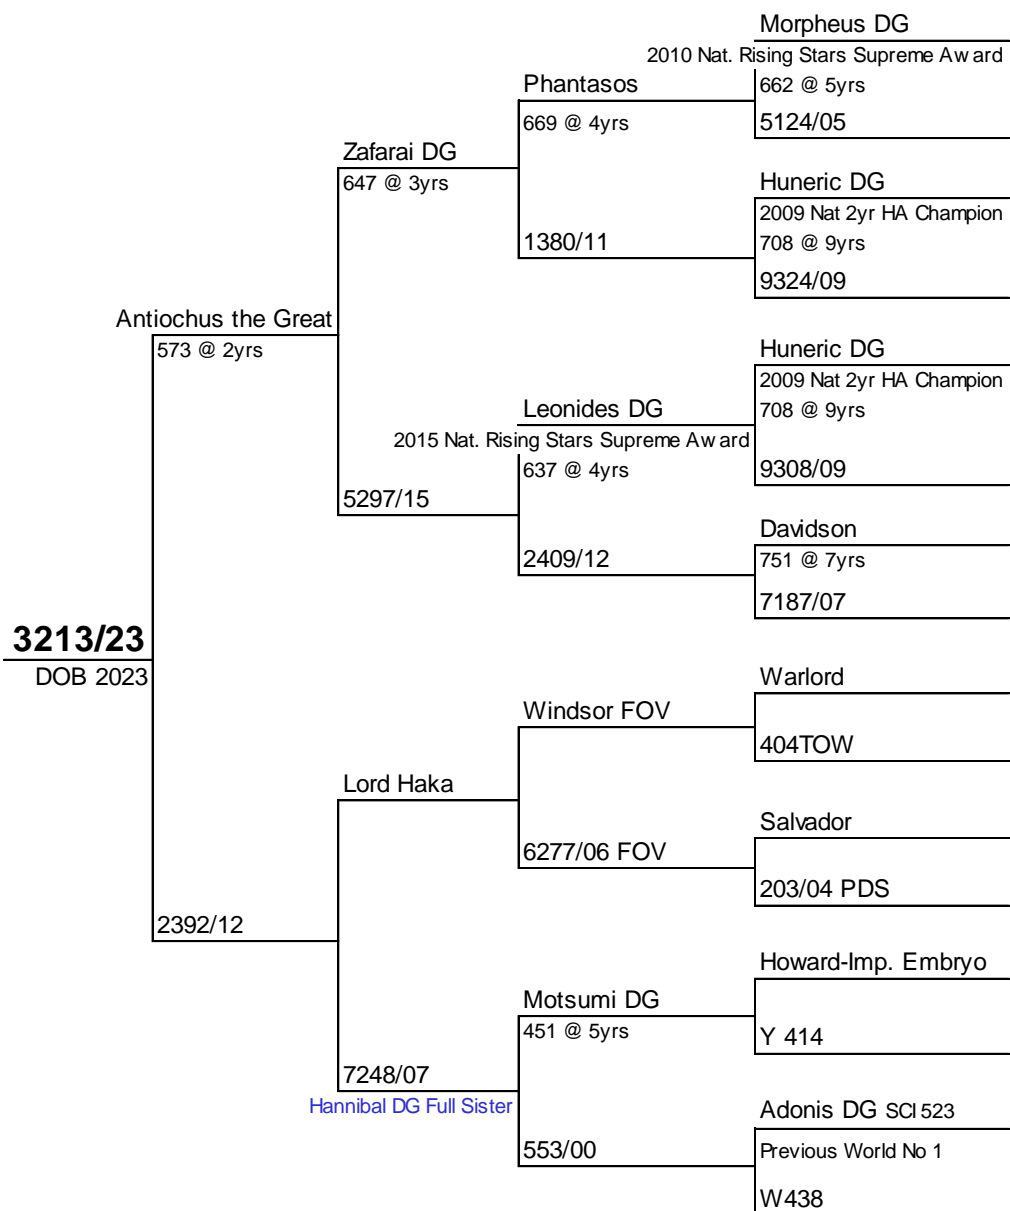 Morpheus DG
2010 Nat. Rising Stars Supreme Award
Phantasos
662 @ 5yrs
669 @ 4yrs
5124/05
Zafarai DG
647 @ 3yrs
Huneric DG
2009 Nat 2yr HA Champion
1380/11
708 @ 9yrs
9324/09
Antiochus the Great
573 @ 2yrs
Huneric DG
2009 Nat 2yr HA Champion
Leonides DG
708 @ 9yrs
2015 Nat. Rising Stars Supreme Award
637 @ 4yrs
9308/09
5297/15
Davidson
2409/12
751 @ 7yrs
7187/07
3213/23
DOB 2023
Warlord
Windsor FOV
404TOW
Lord Haka
Salvador
6277/06 FOV
203/04 PDS
2392/12
Howard-Imp. Embryo
Motsumi DG
451 @ 5yrs
Y 414
7248/07
Hannibal DG Full Sister
Adonis DG SCI 523
553/00
Previous World No 1
W438